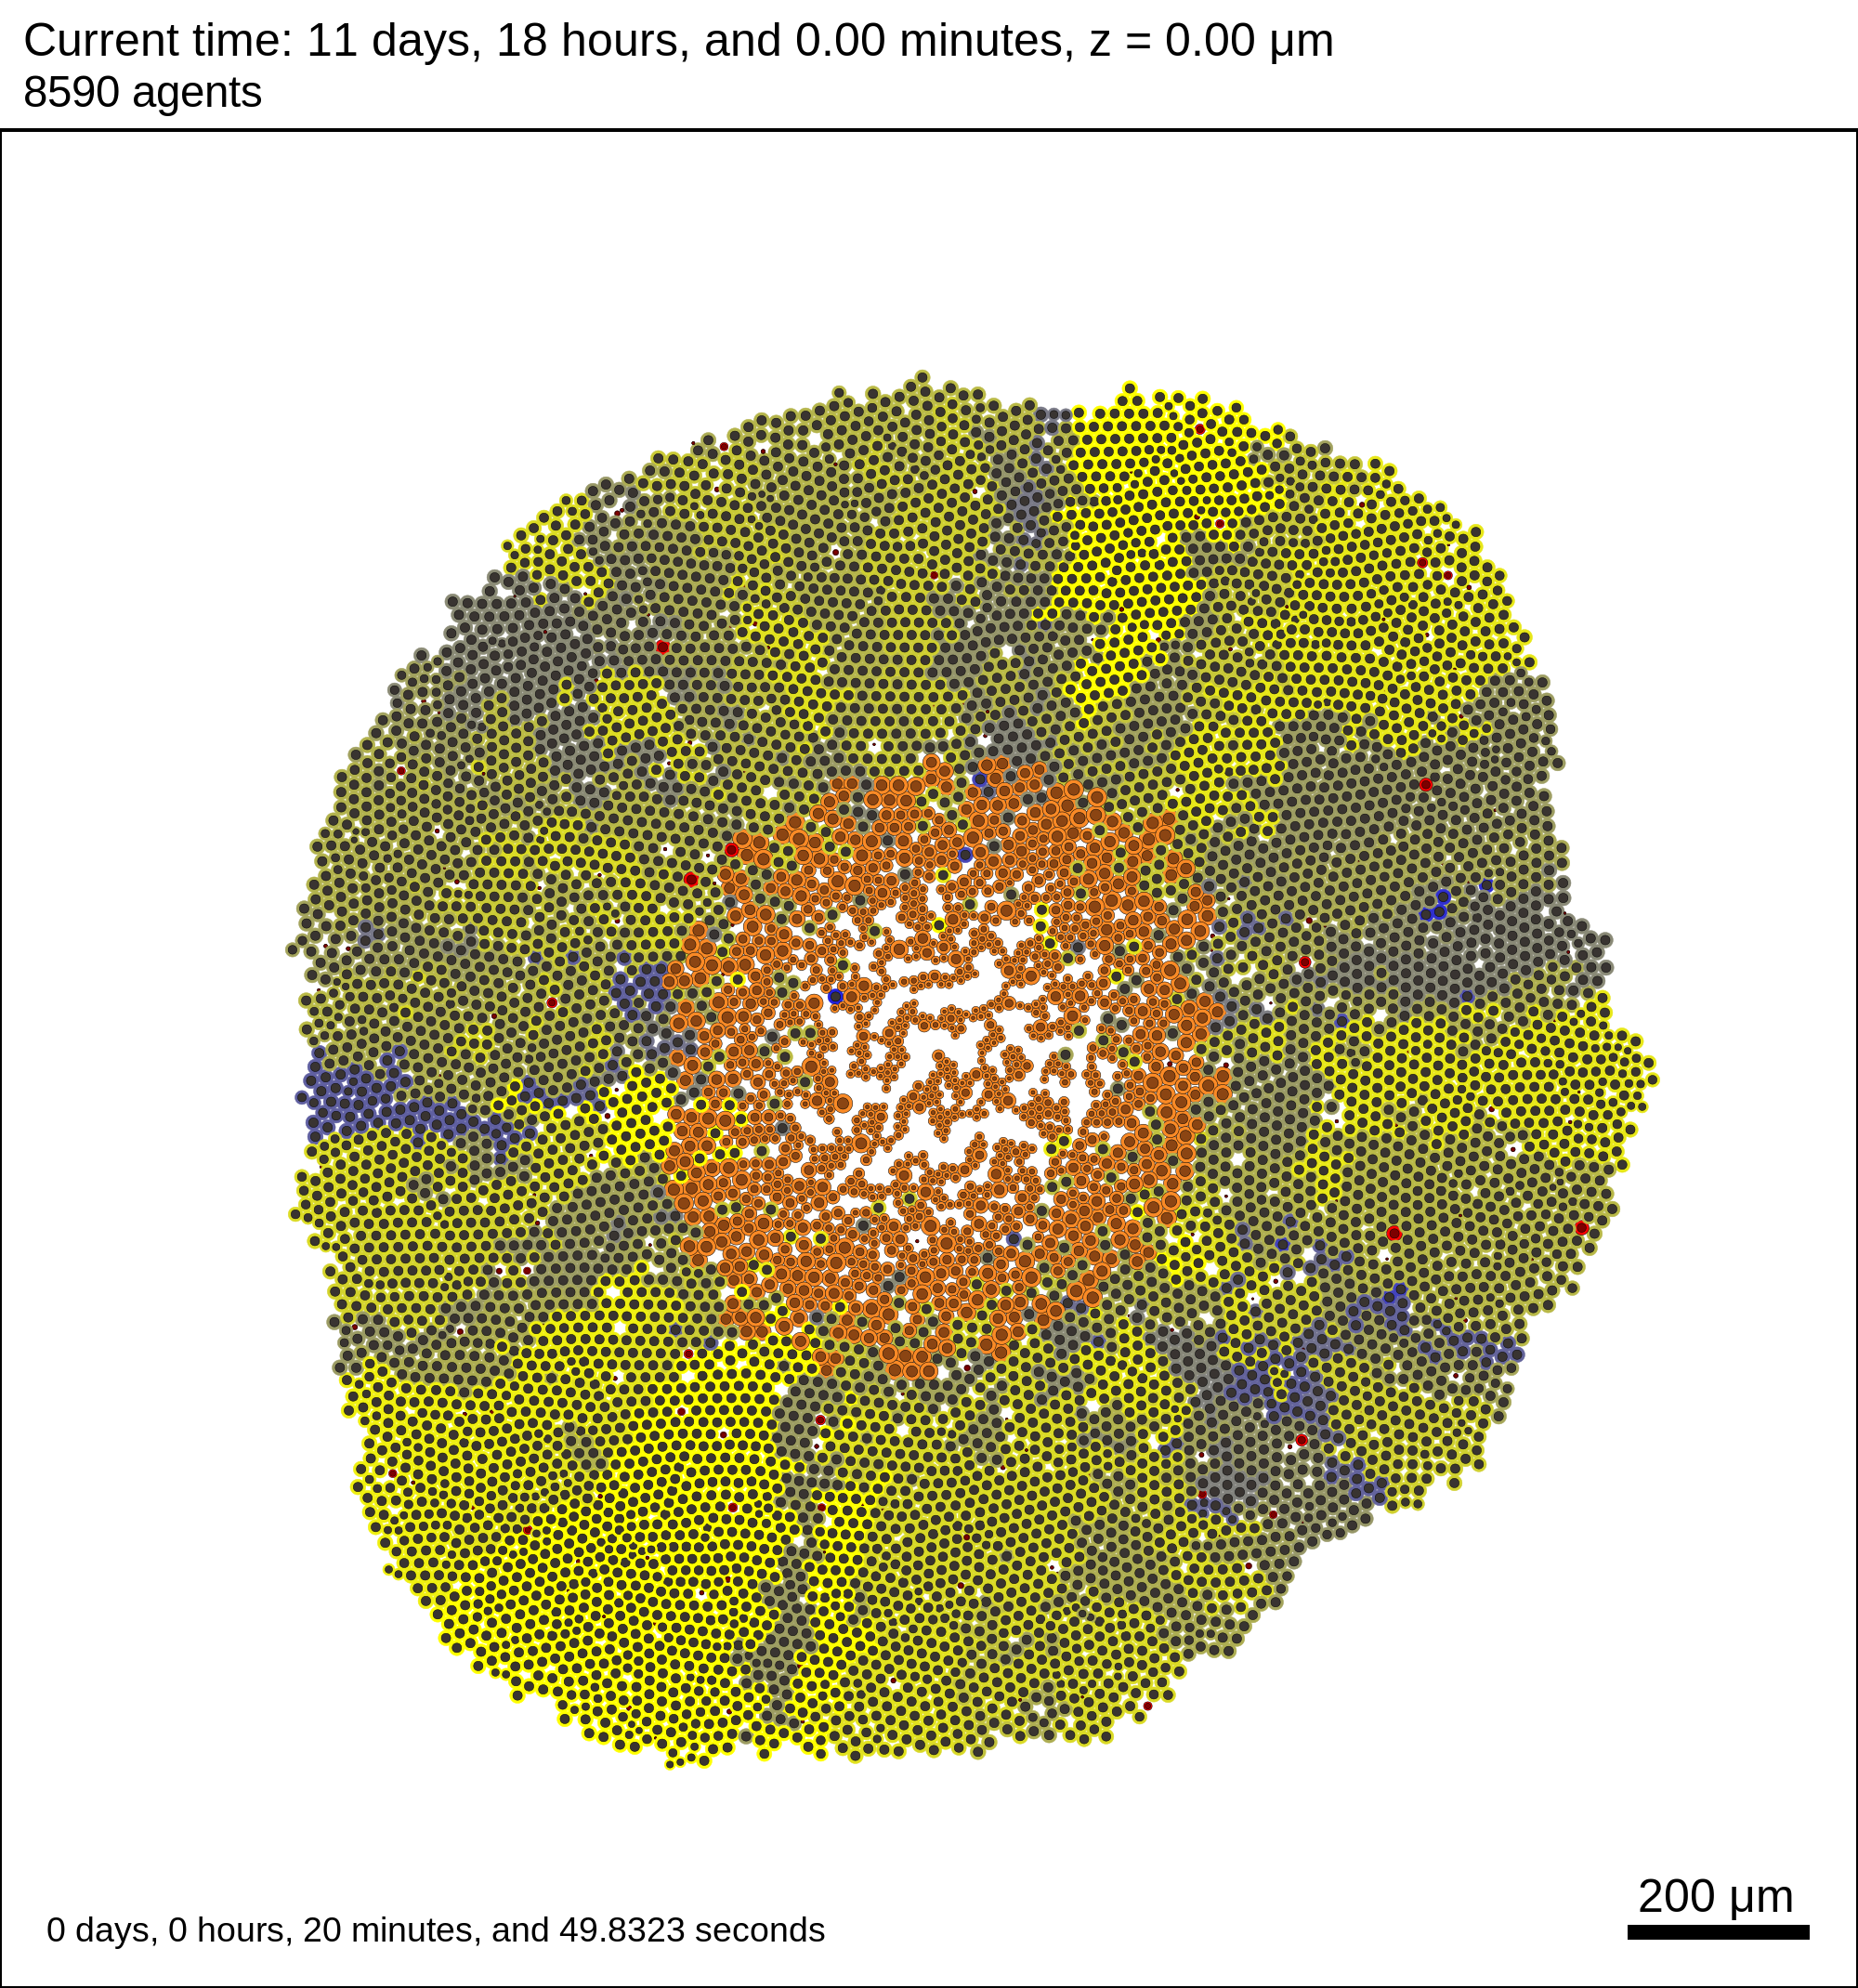 Current time: 11 days, 18 hours, and 0.00 minutes, z = 0.00 μm
8590 agents
200 μm
0 days, 0 hours, 20 minutes, and 49.8323 seconds